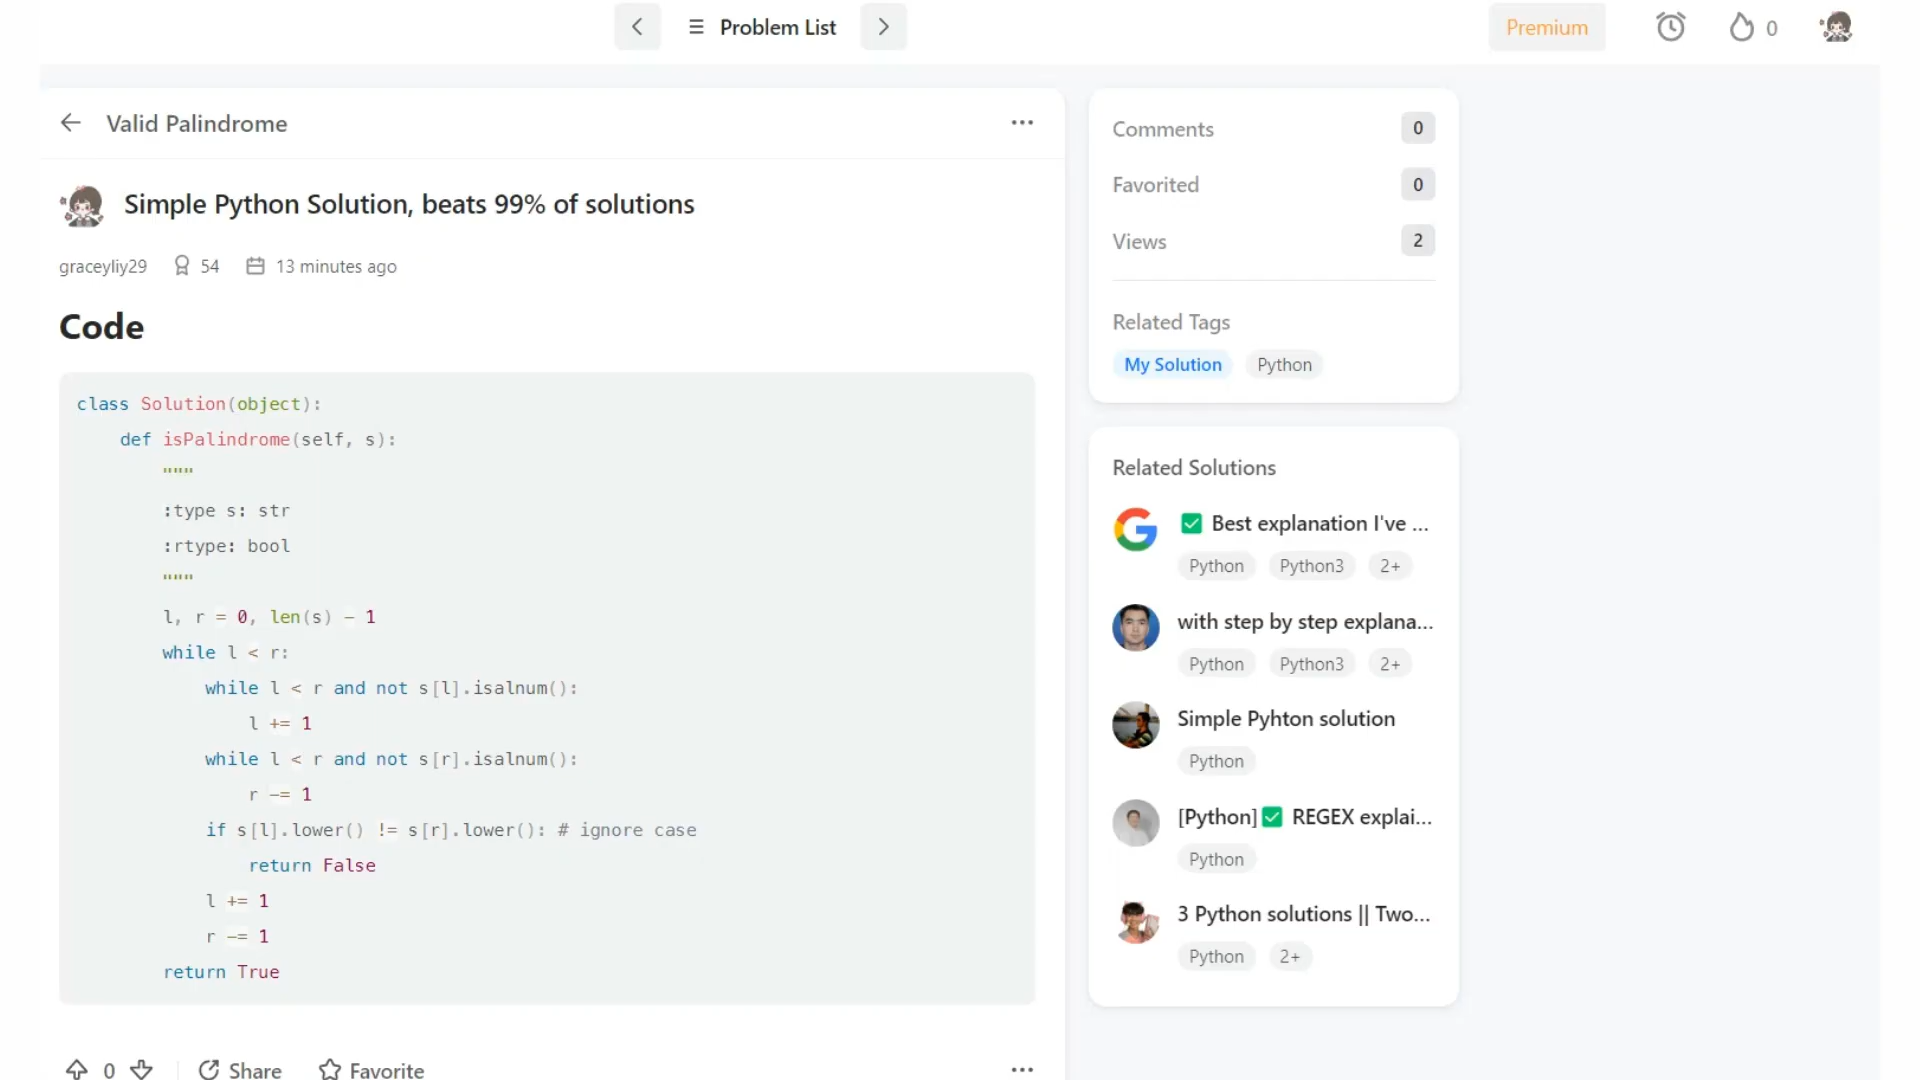 Problem List
Premium
0
Valid Palindrome
Simple Python Solution, beats 99% of solutions
graceyliy29 54 13 minutes ago
Code
class Solution(object):
    def isPalindrome(self, s):
        """
        :type s: str
        :rtype: bool
        """
        l, r = 0, len(s) - 1
        while l < r:
            while l < r and not s[l].isalnum():
                l += 1
            while l < r and not s[r].isalnum():
                r -= 1
            if s[l].lower() != s[r].lower(): # ignore case
                return False
            l += 1
            r -= 1
        return True
0 Share Favorite
Comments 0
Favorited 0
Views 2
Related Tags
My Solution Python
Related Solutions
Best explanation I've ...
Python Python3 2+
with step by step explana...
Python Python3 2+
Simple Pyhton solution
Python
[Python]✅ REGEX explai...
Python
3 Python solutions || Two...
Python 2+